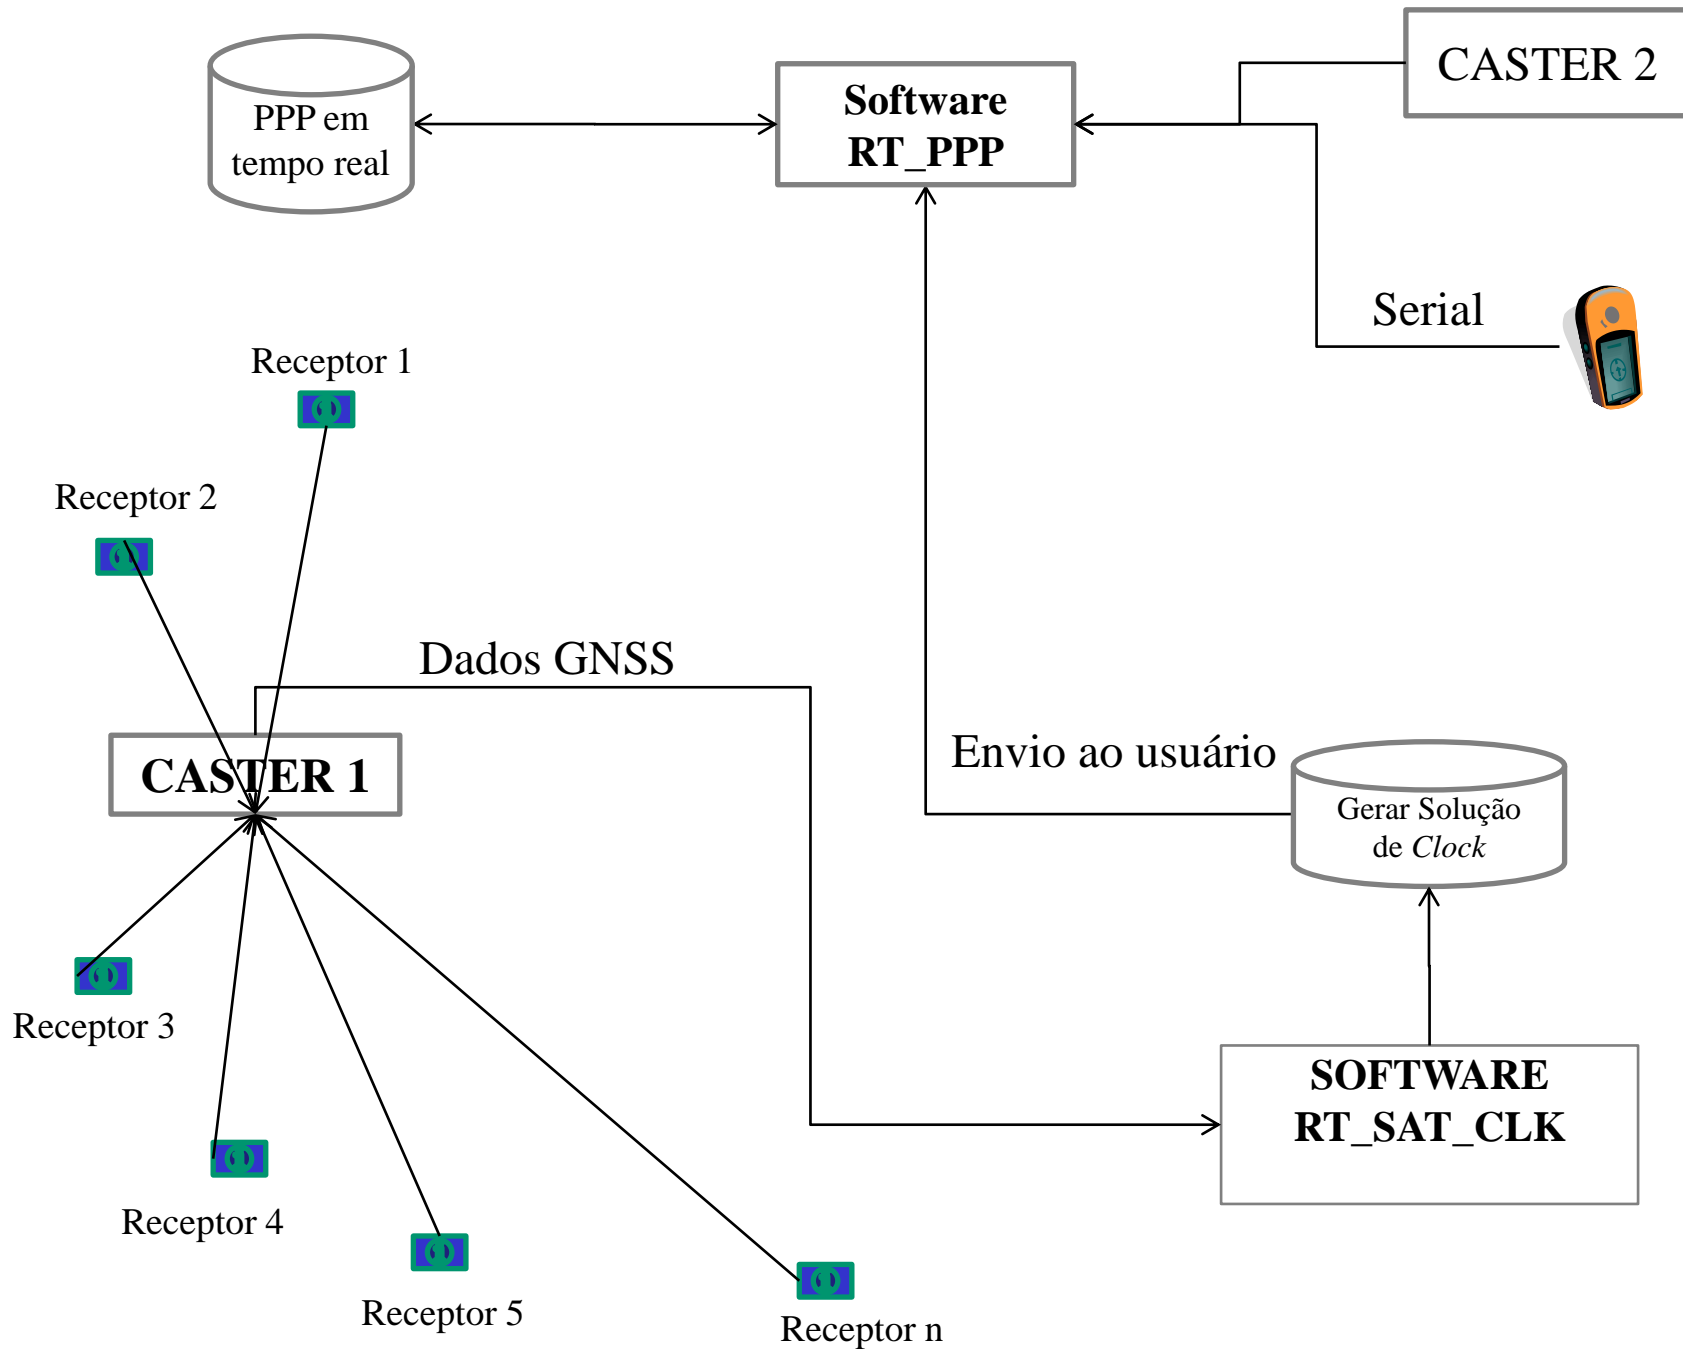 CASTER 2
PPP em
tempo real
Software
RT_PPP
Serial
Receptor 1
Receptor 2
Dados GNSS
CASTER 1
Envio ao usuário
Gerar Solução
de Clock
Receptor 3
SOFTWARE
RT_SAT_CLK
Receptor 4
Receptor 5
Receptor n